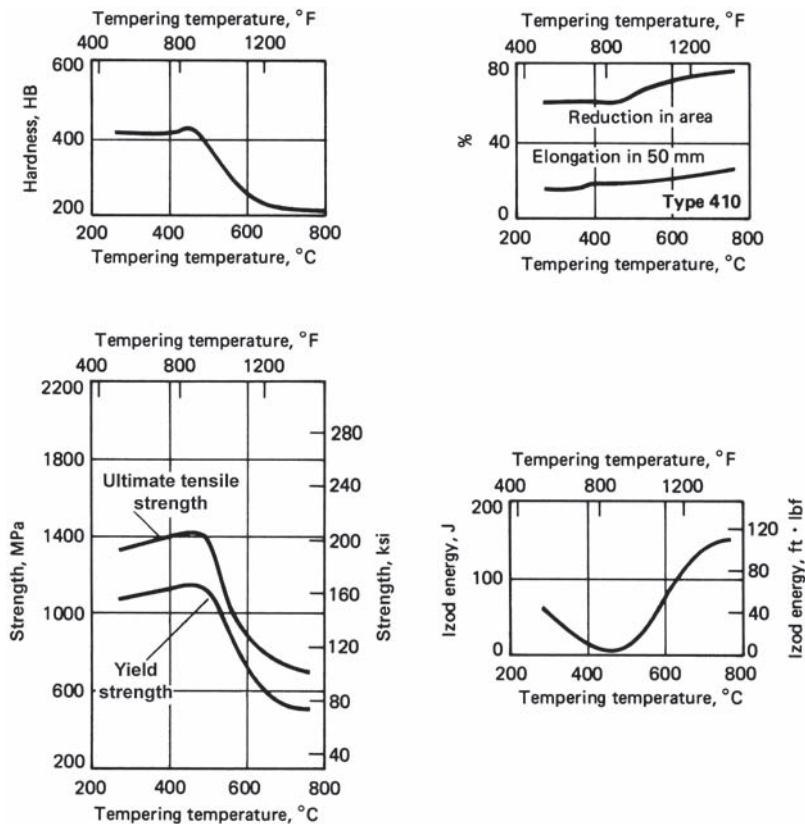 Tempering temperature, °F
400 800 1200
600
400
200
Hardness, HB
200 400 600 800
Tempering temperature, °C
Tempering temperature, °F
400 800 1200
80
40
0
%
Reduction in area
Elongation in 50 mm
Type 410
200 400 600 800
Tempering temperature, °C
Tempering temperature, °F
400 800 1200
2200
1800
1400
1000
600
200
Strength, MPa
Ultimate tensile
strength
Yield
strength
280
240
200
160
120
80
40
Strength, ksi
200 400 600 800
Tempering temperature, °C
Tempering temperature, °F
400 800 1200
200
100
0
Izod energy, J
120
80
40
0
Izod energy, ft · lbf
200 400 600 800
Tempering temperature, °C